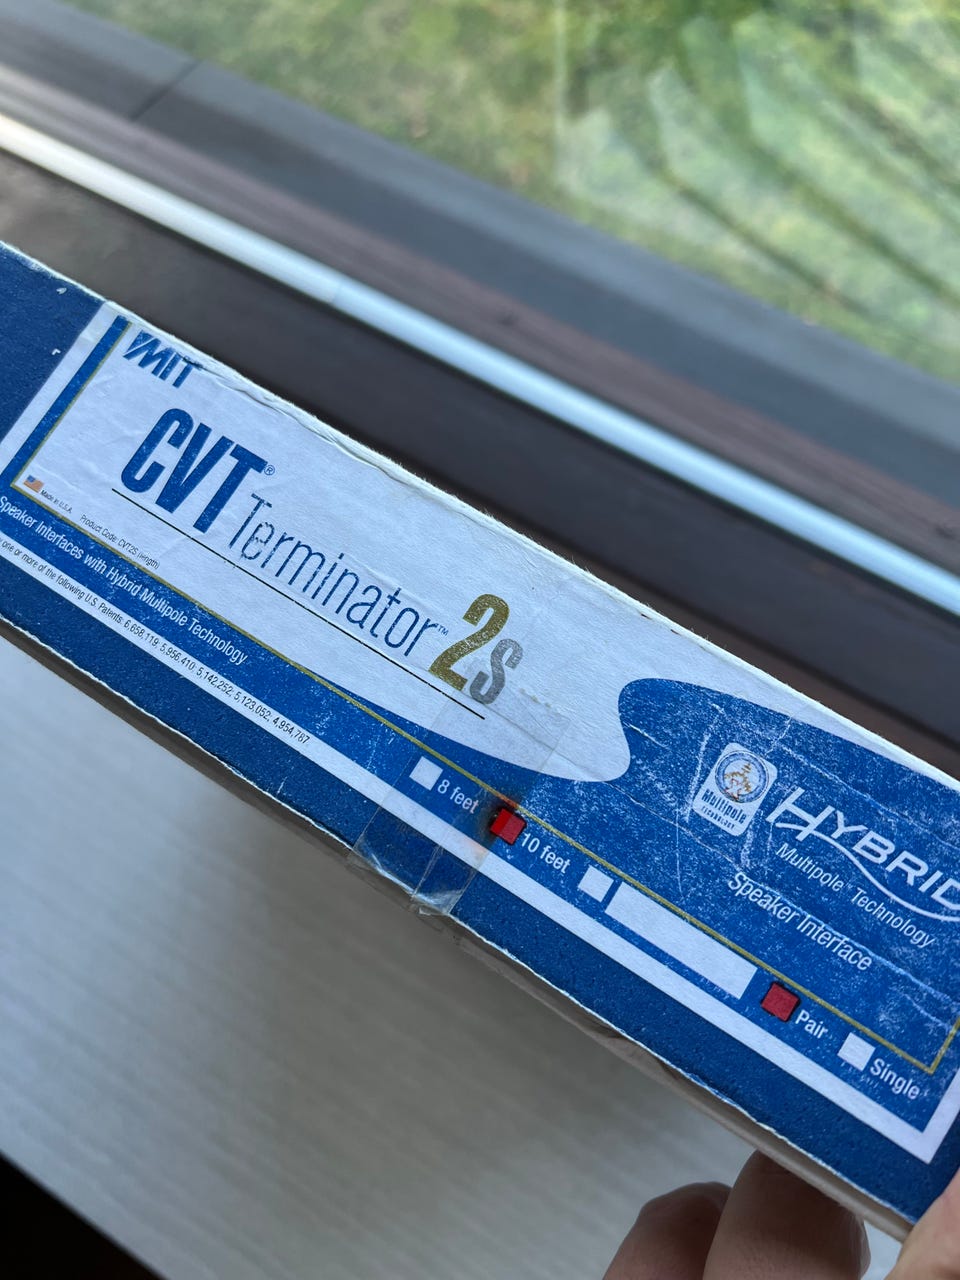 MIT
CVT® Terminator™ 2s
Made in U.S.A. Product Code: CVT2S (length)
Speaker Interfaces with Hybrid Multipole Technology
one or more of the following U.S. Patents: 6,658,119; 5,956,410; 5,142,252; 5,123,052; 4,954,787
8 feet
10 feet
Pair
Single
Multipole
TECHNOLOGY
HYBRID
Multipole™ Technology
Speaker Interface